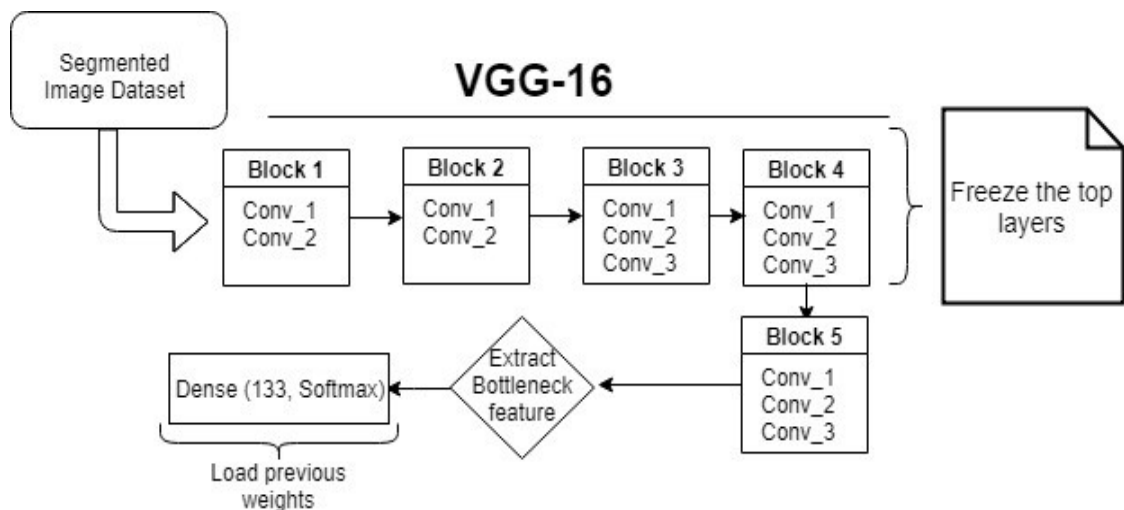 Segmented
Image Dataset
VGG-16
Block 1
Conv_1
Conv_2
Block 2
Conv_1
Conv_2
Block 3
Conv_1
Conv_2
Conv_3
Block 4
Conv_1
Conv_2
Conv_3
Freeze the top
layers
Block 5
Conv_1
Conv_2
Conv_3
Extract
Bottleneck
feature
Dense (133, Softmax)
Load previous
weights